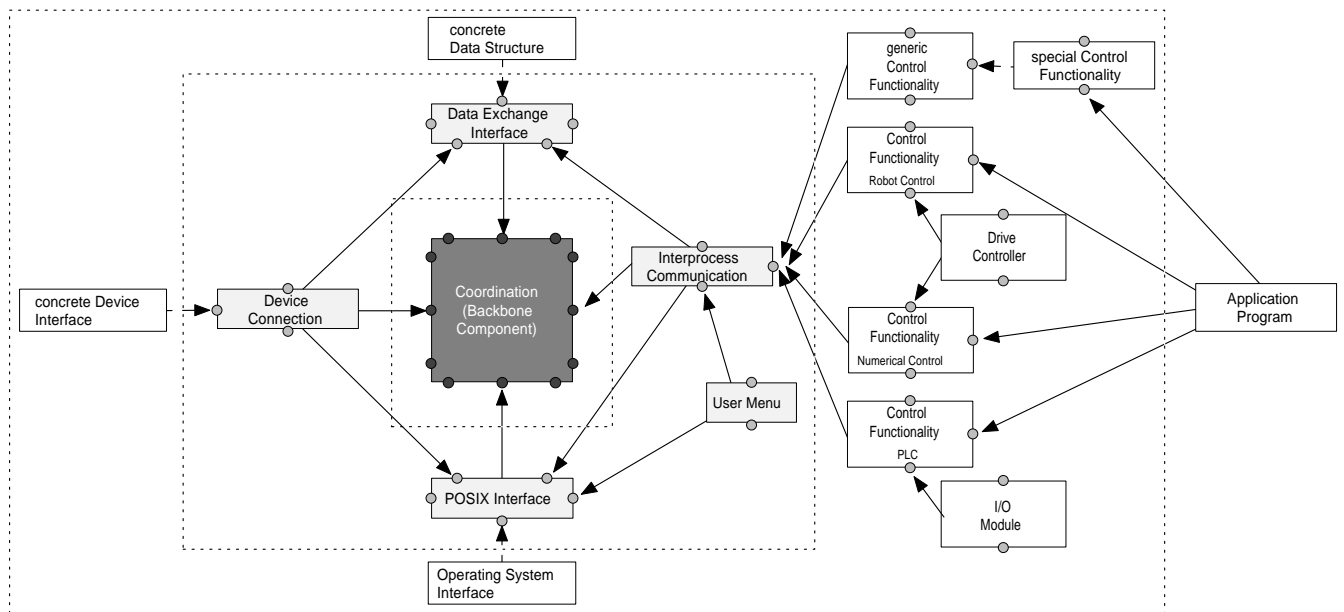 concrete
Data Structure
generic
Control
Functionality
special Control
Functionality
Data Exchange
Interface
Control
Functionality
Robot Control
Drive
Controller
Interprocess
Communication
Coordination
(Backbone
Component)
concrete Device
Interface
Device
Connection
Application
Program
Control
Functionality
Numerical Control
User Menu
Control
Functionality
PLC
POSIX Interface
I/O
Module
Operating System
Interface